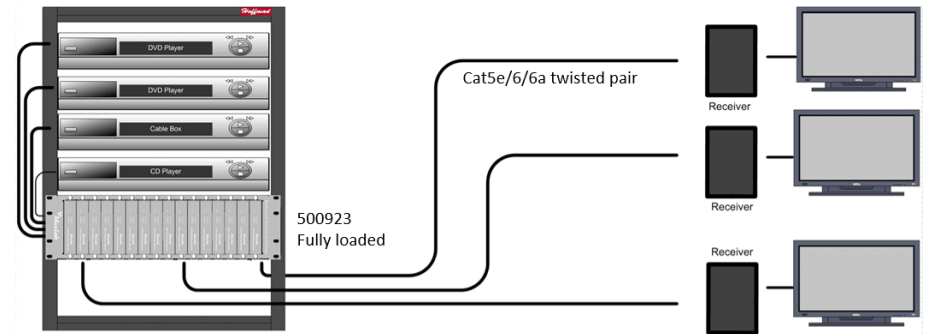 Hoffman
DVD Player
DVD Player
Cable Box
CD Player
500923
Fully loaded
Cat5e/6/6a twisted pair
Receiver
Receiver
Receiver